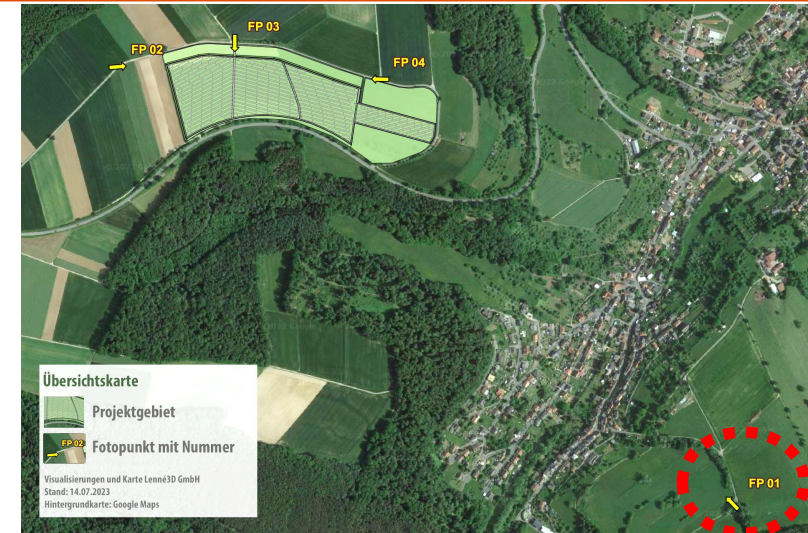 FP 03
FP 02
FP 04
Übersichtskarte
Projektgebiet
FP 02
Fotopunkt mit Nummer
Visualisierungen und Karte Lenné3D GmbH
Stand: 14.07.2023
Hintergrundkarte: Google Maps
FP 01